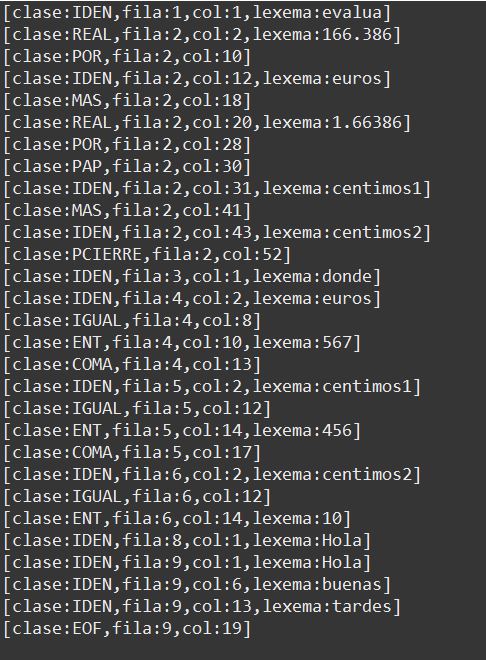 [clase:IDEN,fila:1,col:1,lexema:evalua]
[clase:REAL,fila:2,col:2,lexema:166.386]
[clase:POR,fila:2,col:10]
[clase:IDEN,fila:2,col:12,lexema:euros]
[clase:MAS,fila:2,col:18]
[clase:REAL,fila:2,col:20,lexema:1.66386]
[clase:POR,fila:2,col:28]
[clase:PAP,fila:2,col:30]
[clase:IDEN,fila:2,col:31,lexema:centimos1]
[clase:MAS,fila:2,col:41]
[clase:IDEN,fila:2,col:43,lexema:centimos2]
[clase:PCIERRE,fila:2,col:52]
[clase:IDEN,fila:3,col:1,lexema:donde]
[clase:IDEN,fila:4,col:2,lexema:euros]
[clase:IGUAL,fila:4,col:8]
[clase:ENT,fila:4,col:10,lexema:567]
[clase:COMA,fila:4,col:13]
[clase:IDEN,fila:5,col:2,lexema:centimos1]
[clase:IGUAL,fila:5,col:12]
[clase:ENT,fila:5,col:14,lexema:456]
[clase:COMA,fila:5,col:17]
[clase:IDEN,fila:6,col:2,lexema:centimos2]
[clase:IGUAL,fila:6,col:12]
[clase:ENT,fila:6,col:14,lexema:10]
[clase:IDEN,fila:8,col:1,lexema:Hola]
[clase:IDEN,fila:9,col:1,lexema:Hola]
[clase:IDEN,fila:9,col:6,lexema:buenas]
[clase:IDEN,fila:9,col:13,lexema:tardes]
[clase:EOF,fila:9,col:19]